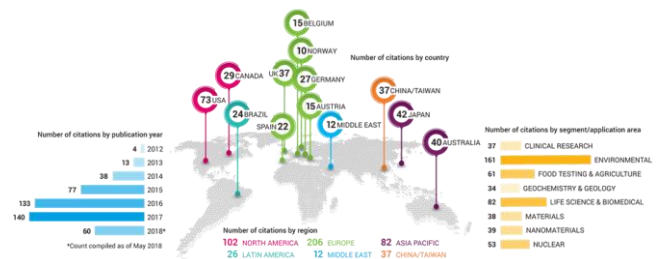 15 BELGIUM
10 NORWAY
Number of citations by country
29 CANADA
UK 37
27 GERMANY
73 USA
37 CHINA/TAIWAN
24 BRAZIL
15 AUSTRIA
42 JAPAN
SPAIN 22
12 MIDDLE EAST
40 AUSTRALIA
Number of citations by publication year
4 2012
13 2013
38 2014
77 2015
133 2016
140 2017
60 2018*
*Count compiled as of May 2018
Number of citations by region
102 NORTH AMERICA 206 EUROPE 82 ASIA PACIFIC
26 LATIN AMERICA 12 MIDDLE EAST 37 CHINA/TAIWAN
Number of citations by segment/application area
37 CLINICAL RESEARCH
161 ENVIRONMENTAL
61 FOOD TESTING & AGRICULTURE
34 GEOCHEMISTRY & GEOLOGY
82 LIFE SCIENCE & BIOMEDICAL
38 MATERIALS
39 NANOMATERIALS
53 NUCLEAR